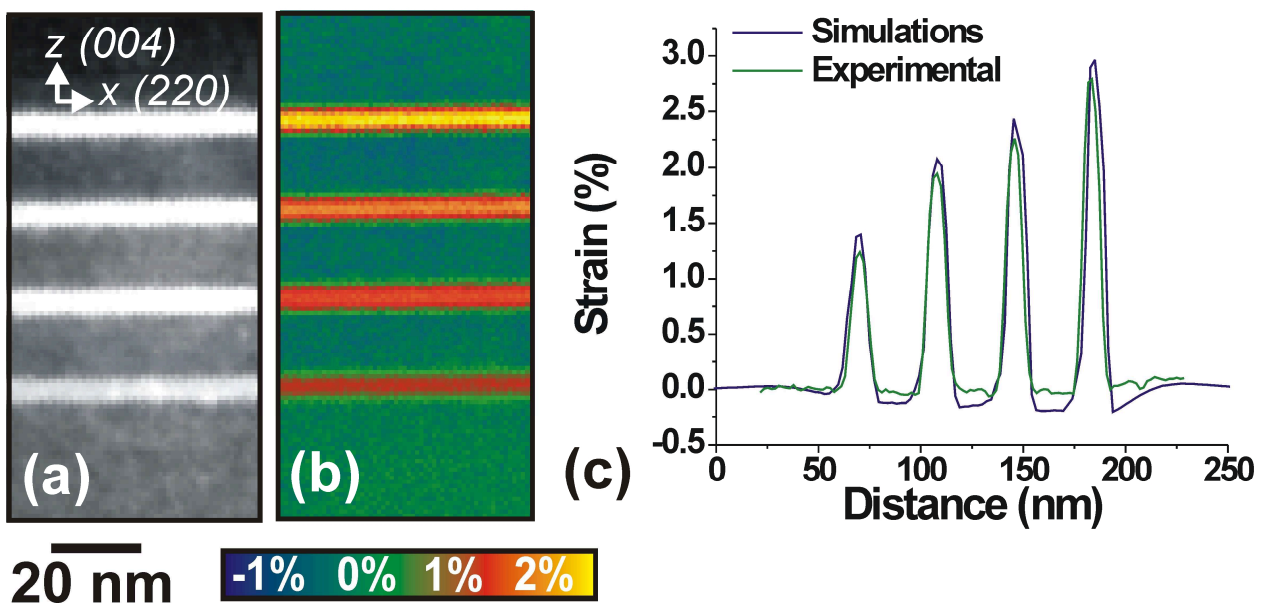 z (004)
x (220)
(a)
(b)
20 nm
-1% 0% 1% 2%
(c)
Strain (%)
Simulations
Experimental
3.0
2.5
2.0
1.5
1.0
0.5
0.0
-0.5
0 50 100 150 200 250
Distance (nm)